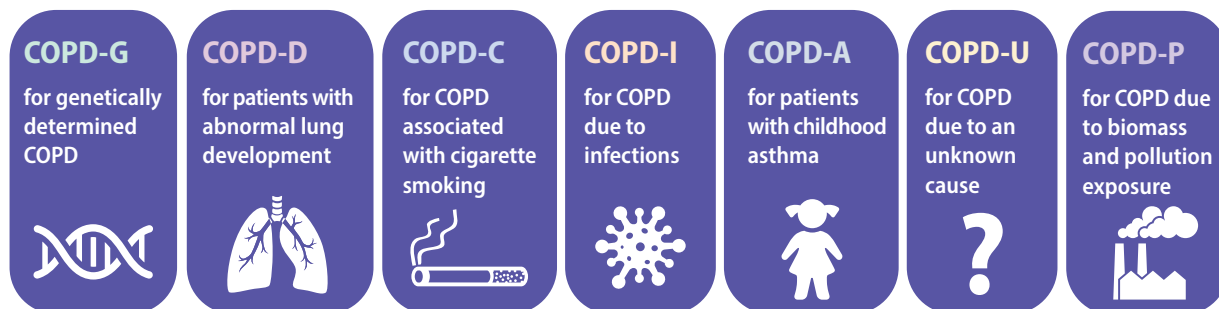 COPD-G
for genetically
determined
COPD
COPD-D
for patients with
abnormal lung
development
COPD-C
for COPD
associated
with cigarette
smoking
COPD-I
for COPD
due to
infections
COPD-A
for patients
with childhood
asthma
COPD-U
for COPD
due to an
unknown
cause
?
COPD-P
for COPD due
to biomass
and pollution
exposure